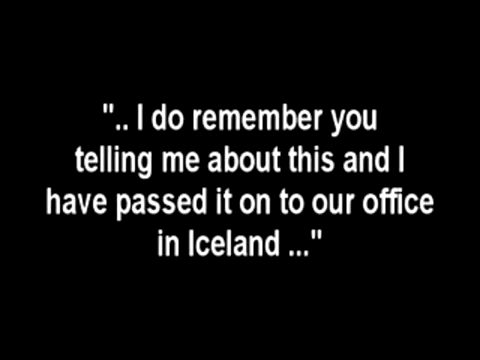 ".. I do remember you
telling me about this and I
have passed it on to our office
in Iceland ..."